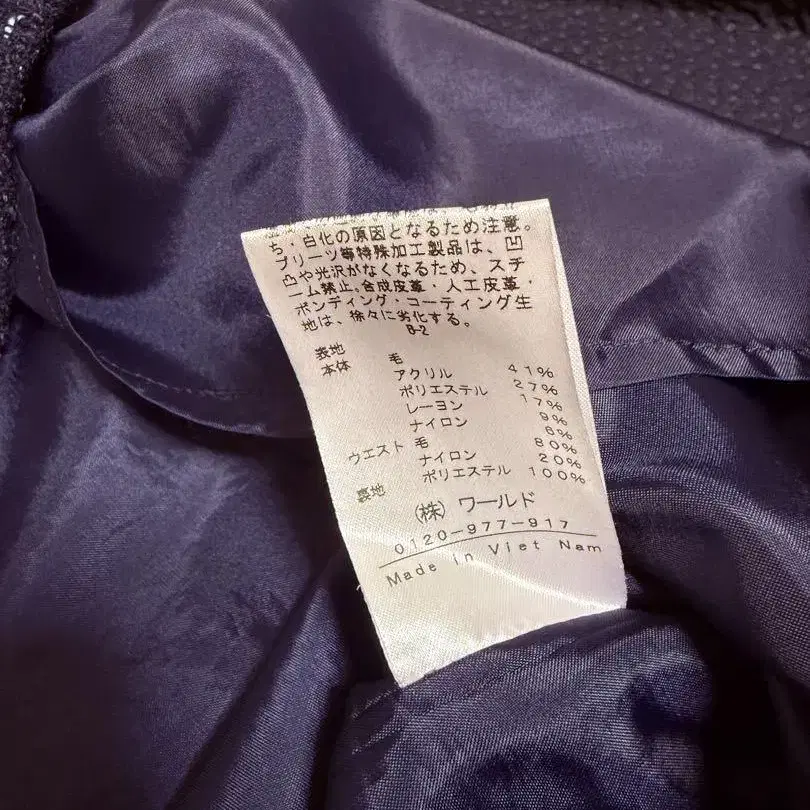 ち・白化の原因となるため注意。
プリーツ等特殊加工製品は、凹
凸や光沢がなくなるため、スチ
ーム禁止。合成皮革・人工皮革・
ボンディング・コーティング生
地は、徐々に劣化する。
B-2
表地
本体 毛 41%
アクリル 27%
ポリエステル 17%
レーヨン 9%
ナイロン 6%
ウエスト 毛 80%
ナイロン 20%
裏地 ポリエステル 100%
(株) ワールド
0120-977-917
Made in Viet Nam